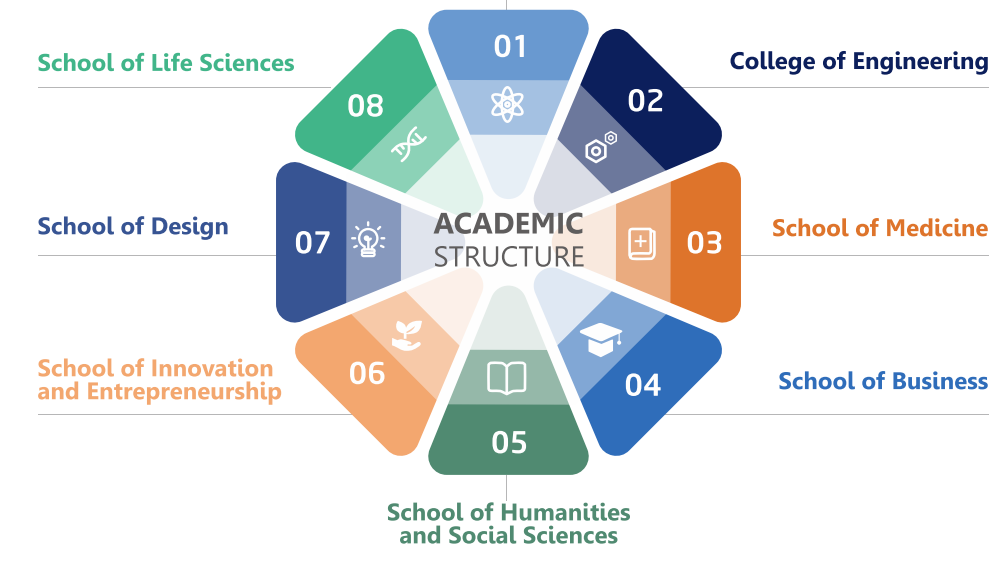 01
School of Life Sciences
College of Engineering
08
02
ACADEMIC
STRUCTURE
School of Design
07
03
School of Medicine
School of Innovation
and Entrepreneurship
06
04
School of Business
05
School of Humanities
and Social Sciences